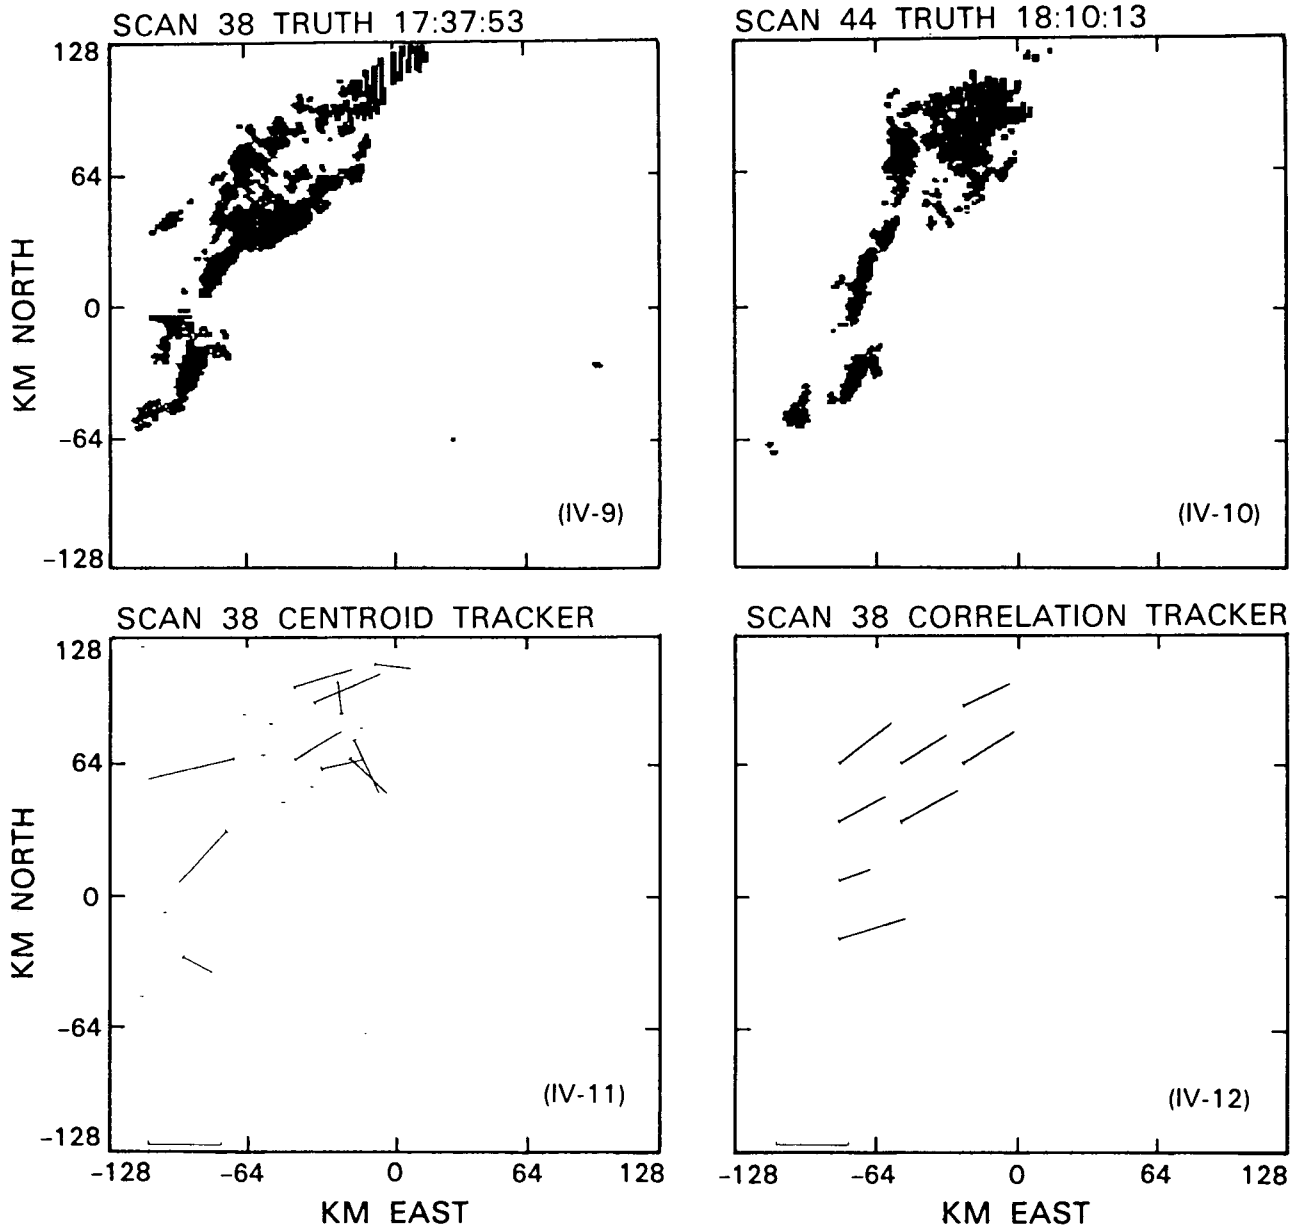 SCAN 38 TRUTH 17:37:53
SCAN 44 TRUTH 18:10:13
128
64
0
-64
-128
KM NORTH
(IV-9)
(IV-10)
SCAN 38 CENTROID TRACKER
SCAN 38 CORRELATION TRACKER
128
64
0
-64
-128
KM NORTH
(IV-11)
(IV-12)
-128 -64 0 64 128
-128 -64 0 64 128
KM EAST
KM EAST